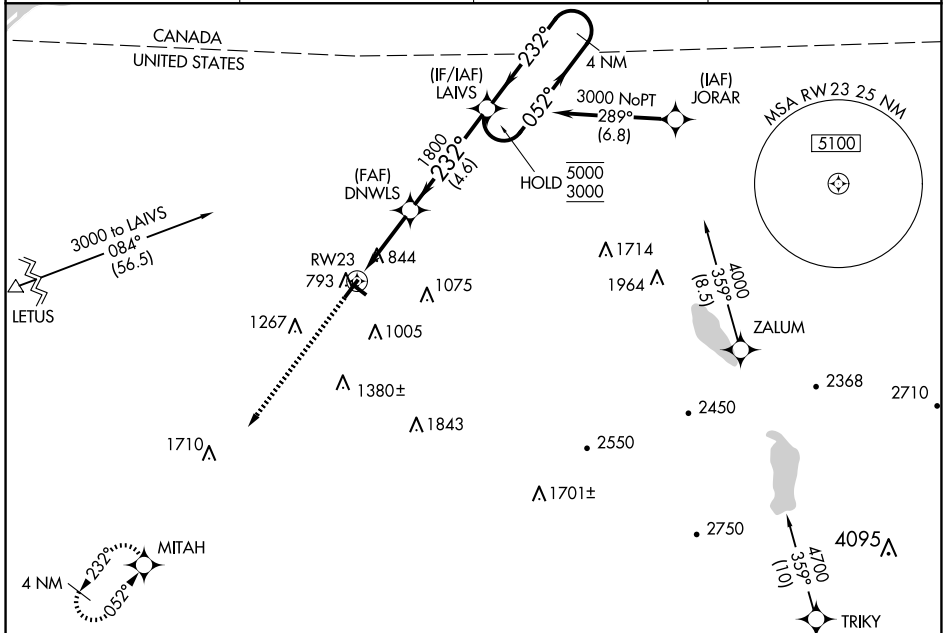 CANADA
UNITED STATES
232°
052°
4 NM
(IF/IAF)
LAIVS
3000 NoPT
289°
(6.8)
(IAF)
JORAR
MSA RW 23 25 NM
5100
1800
232°
(4.6)
HOLD 5000
3000
(FAF)
DNWLS
3000 to LAIVS
084°
(56.5)
LETUS
RW23
793
844
1075
1714
1964
4000
359°
(8.5)
ZALUM
1267
1005
1380±
1843
1710
2368
2710
2450
2550
1701±
2750
4095
4700
359°
(10)
TRIKY
MITAH
4 NM
232°
052°